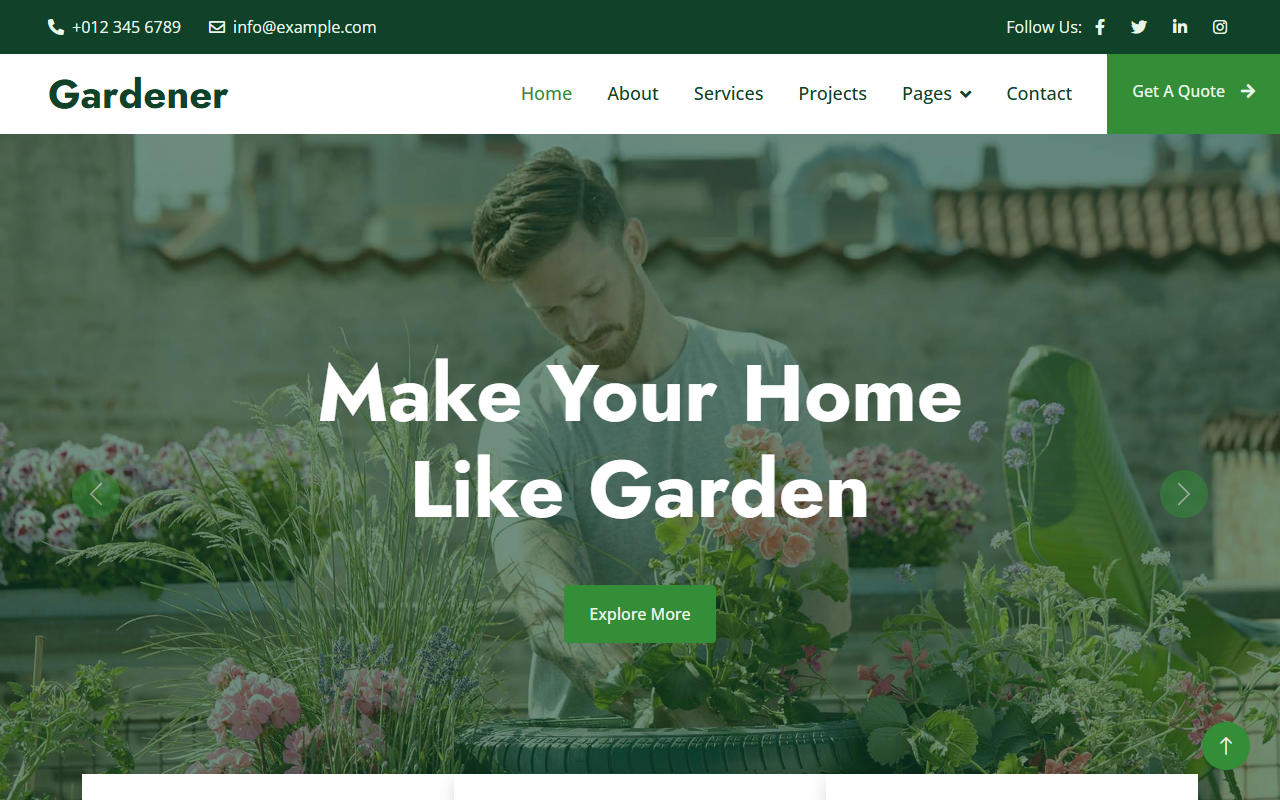 +012 345 6789 info@example.com Follow Us:
Gardener Home About Services Projects Pages Contact Get A Quote
Make Your Home
Like Garden
Explore More